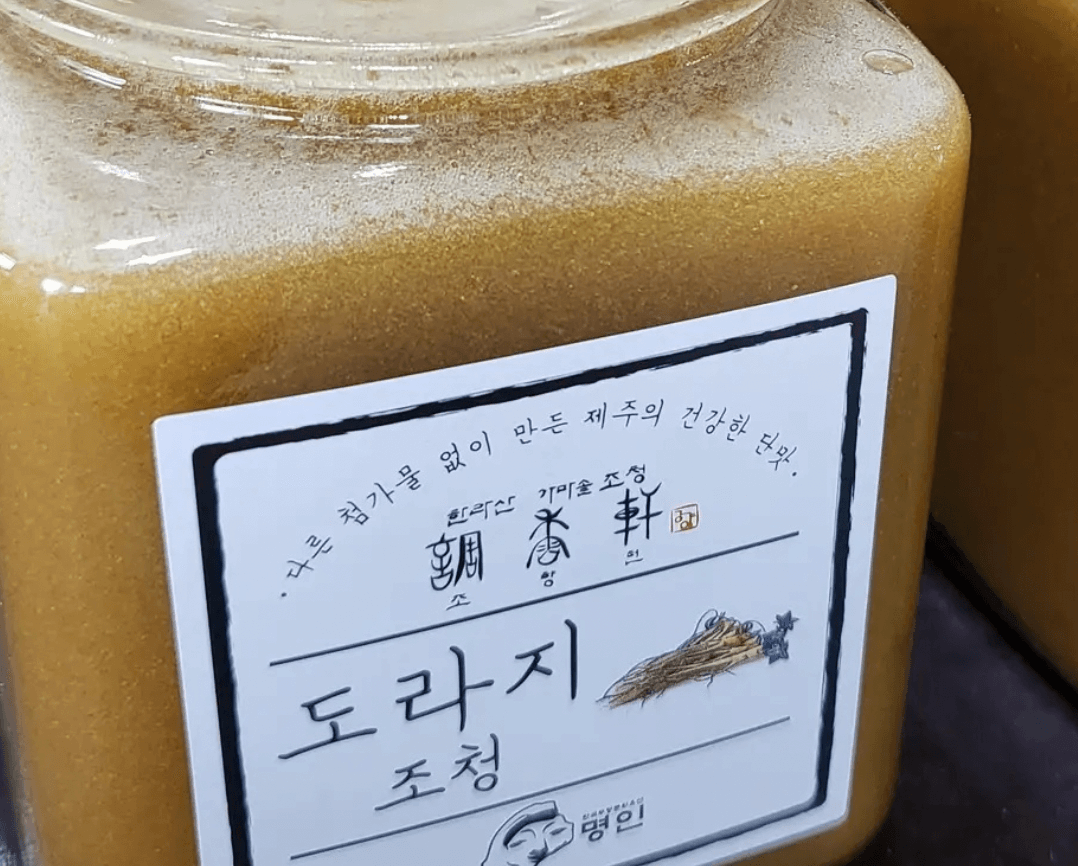 다른 첨가물 없이 만든 제주의 건강한 단맛.
한라산 가마솥 조청
調香軒
조 향 헌
도라지
조청
명인